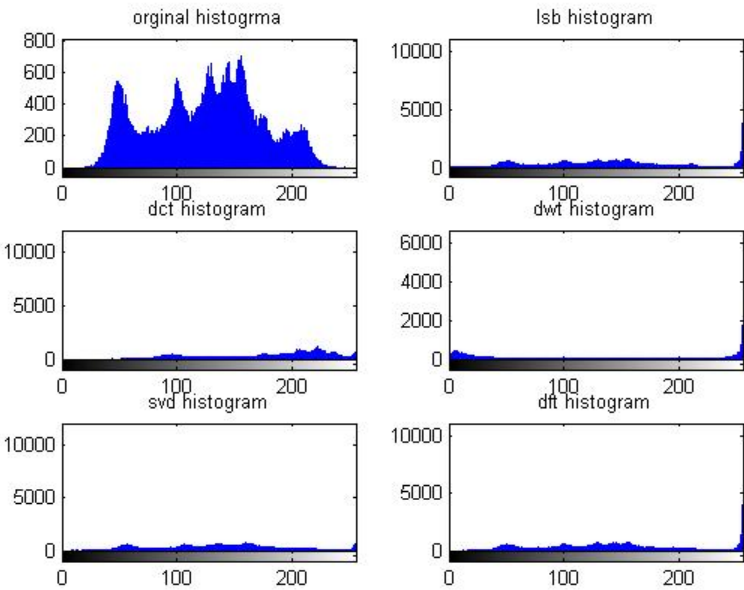 orginal histogrma
800
600
400
200
0
0 100 200
lsb histogram
10000
5000
0
0 100 200
dct histogram
10000
5000
0
0 100 200
dwt histogram
6000
4000
2000
0
0 100 200
svd histogram
10000
5000
0
0 100 200
dft histogram
10000
5000
0
0 100 200